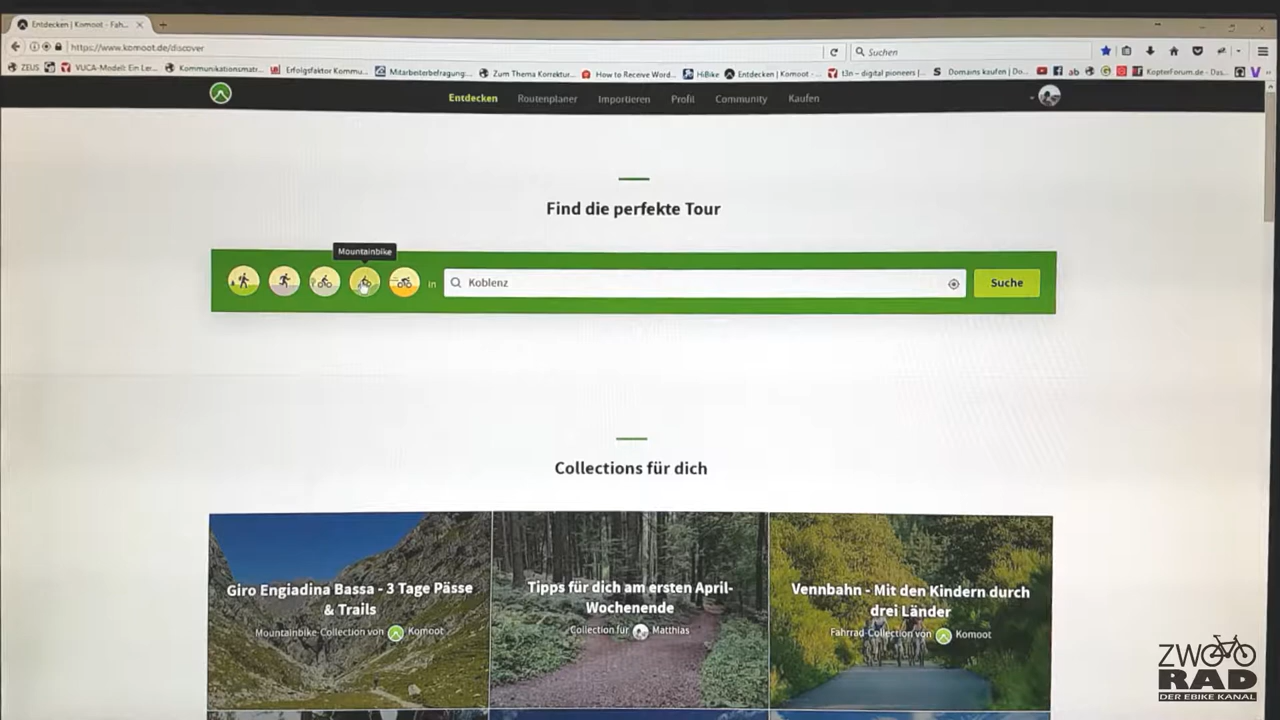 Entdecken | Komoot - Fah...
https://www.komoot.de/discover
Suchen
ZEUS
VUCA-Modell: Ein Ler...
Kommunikationsmatr...
Erfolgsfaktor Kommu...
Mitarbeiterbefragung...
Zum Thema Korrektur...
How to Receive Word...
HiBike
Entdecken | Komoot - ...
t3n – digital pioneers |...
Domains kaufen | Do...
ab
KopterForum.de - Das...
Entdecken
Routenplaner
Importieren
Profil
Community
Kaufen
Find die perfekte Tour
Mountainbike
in
Koblenz
Suche
Collections für dich
Giro Engiadina Bassa - 3 Tage Pässe
& Trails
Mountainbike-Collection von Komoot
Tipps für dich am ersten April-
Wochenende
Collection für Matthias
Vennbahn - Mit den Kindern durch
drei Länder
Fahrrad-Collection von Komoot
ZWO
RAD
DER EBIKE KANAL